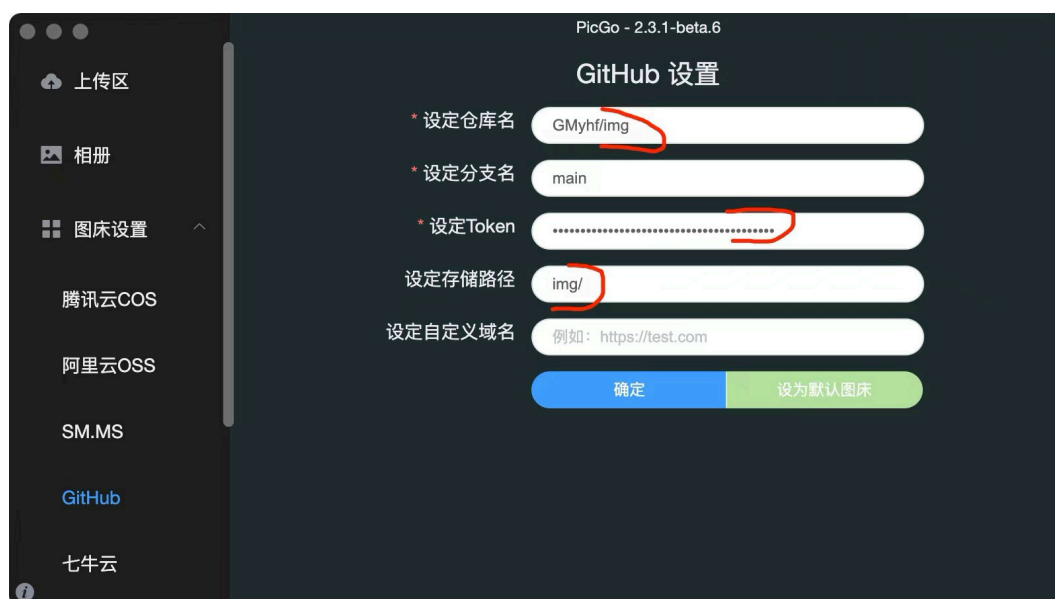 PicGo - 2.3.1-beta.6
上传区
相册
图床设置
腾讯云COS
阿里云OSS
SM.MS
GitHub
七牛云
GitHub 设置
* 设定仓库名 GMyhf/img
* 设定分支名 main
* 设定Token ••••••••••••••••••••••••••••••••••••••••
设定存储路径 img/
设定自定义域名 例如：https://test.com
确定 设为默认图床